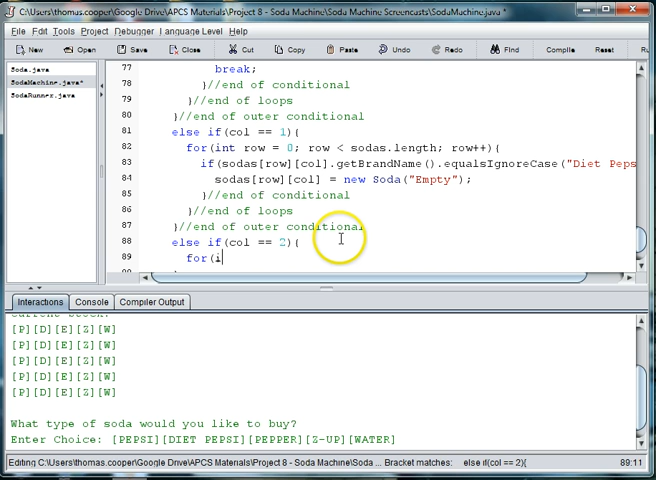 C:\Users\thomas.cooper\Google Drive\APCS Materials\Project 8 - Soda Machine\Soda Machine Screencasts\SodaMachine.java *
File Edit Tools Project Debugger Language Level Help
New Open Save Close Cut Copy Paste Undo Redo Find Compile Reset Ru
Soda.java
SodaMachine.java*
SodaRunner.java
77 break;
78 }//end of conditional
79 }//end of loops
80 }//end of outer conditional
81 else if(col == 1){
82 for(int row = 0; row < sodas.length; row++){
83 if(sodas[row][col].getBrandName().equalsIgnoreCase("Diet Peps
84 sodas[row][col] = new Soda("Empty");
85 }//end of conditional
86 }//end of loops
87 }//end of outer conditional
88 else if(col == 2){
89 for(i
Interactions Console Compiler Output
Current Stock:
[P][D][E][Z][W]
[P][D][E][Z][W]
[P][D][E][Z][W]
[P][D][E][Z][W]
[P][D][E][Z][W]
What type of soda would you like to buy?
Enter Choice: [PEPSI][DIET PEPSI][PEPPER][Z-UP][WATER]
Editing C:\Users\thomas.cooper\Google Drive\APCS Materials\Project 8 - Soda Machine\Soda ... Bracket matches: else if(col == 2){ 89:11